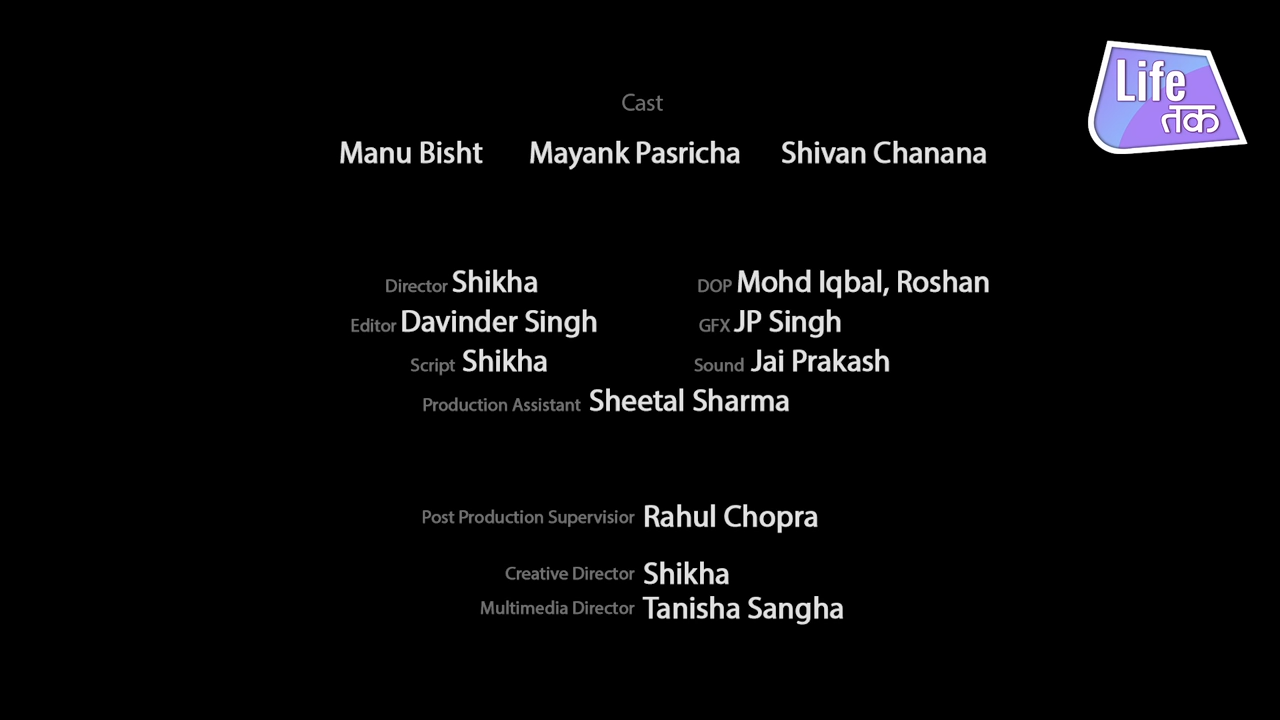 Life
तक
Cast
Manu Bisht Mayank Pasricha Shivan Chanana
Director Shikha DOP Mohd Iqbal, Roshan
Editor Davinder Singh GFX JP Singh
Script Shikha Sound Jai Prakash
Production Assistant Sheetal Sharma
Post Production Supervisior Rahul Chopra
Creative Director Shikha
Multimedia Director Tanisha Sangha